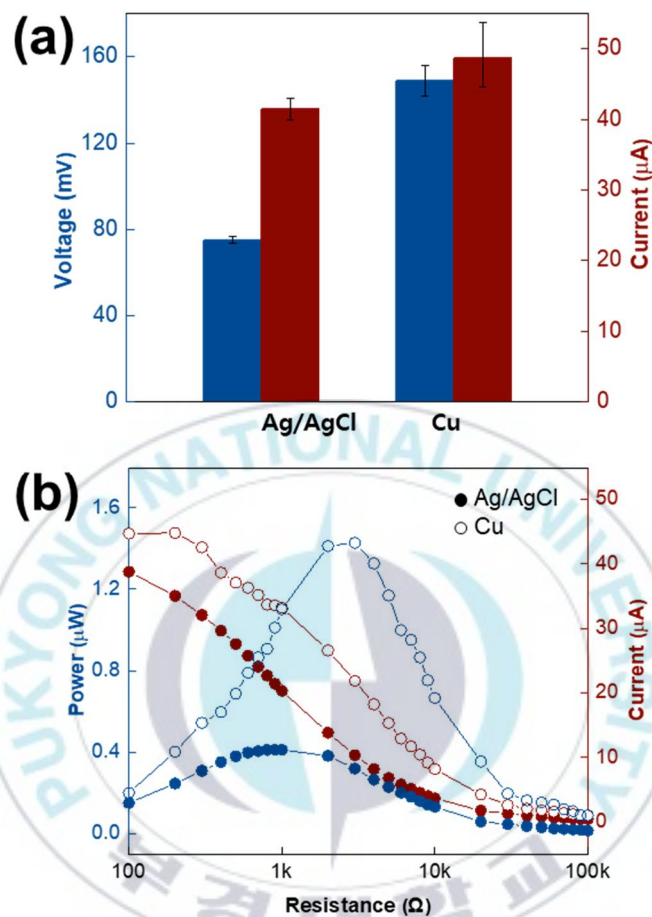 (a)
160
120
80
40
0
Voltage (mV)
50
40
30
20
10
0
Current (μA)
Ag/AgCl Cu
(b)
1.6
1.2
0.8
0.4
0.0
Power (μW)
Ag/AgCl
Cu
50
40
30
20
10
0
Current (μA)
100 1k 10k 100k
Resistance (Ω)
PUKYONG NATIONAL UNIVERSITY